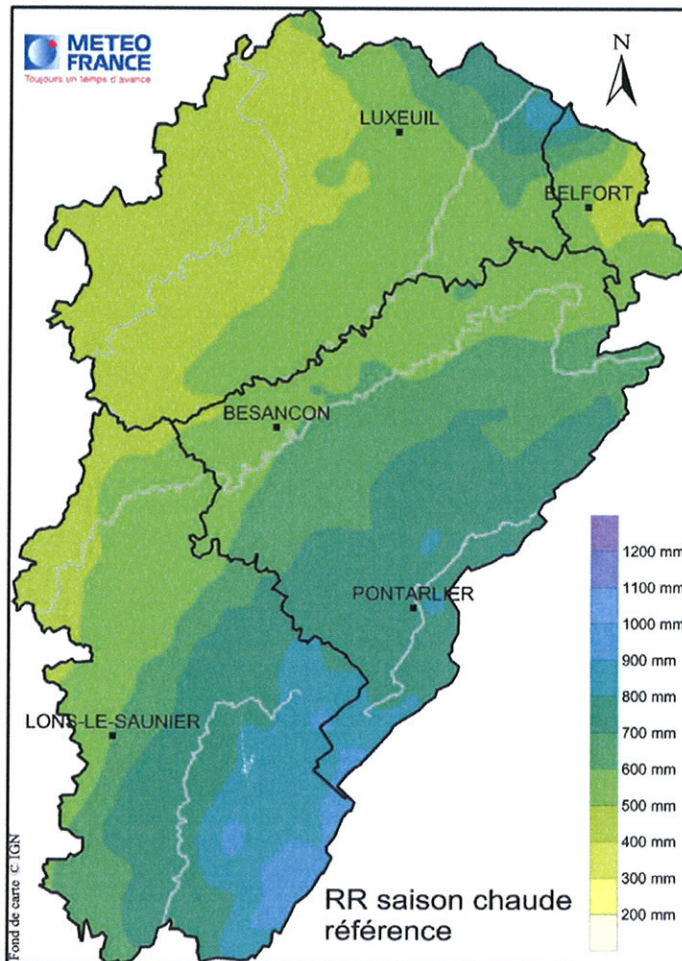 METEO
FRANCE
Toujours un temps d'avance
N
LUXEUIL
BELFORT
BESANCON
PONTARLIER
LONS-LE-SAUNIER
1200 mm
1100 mm
1000 mm
900 mm
800 mm
700 mm
600 mm
500 mm
400 mm
300 mm
200 mm
RR saison chaude
référence
Fond de carte © IGN